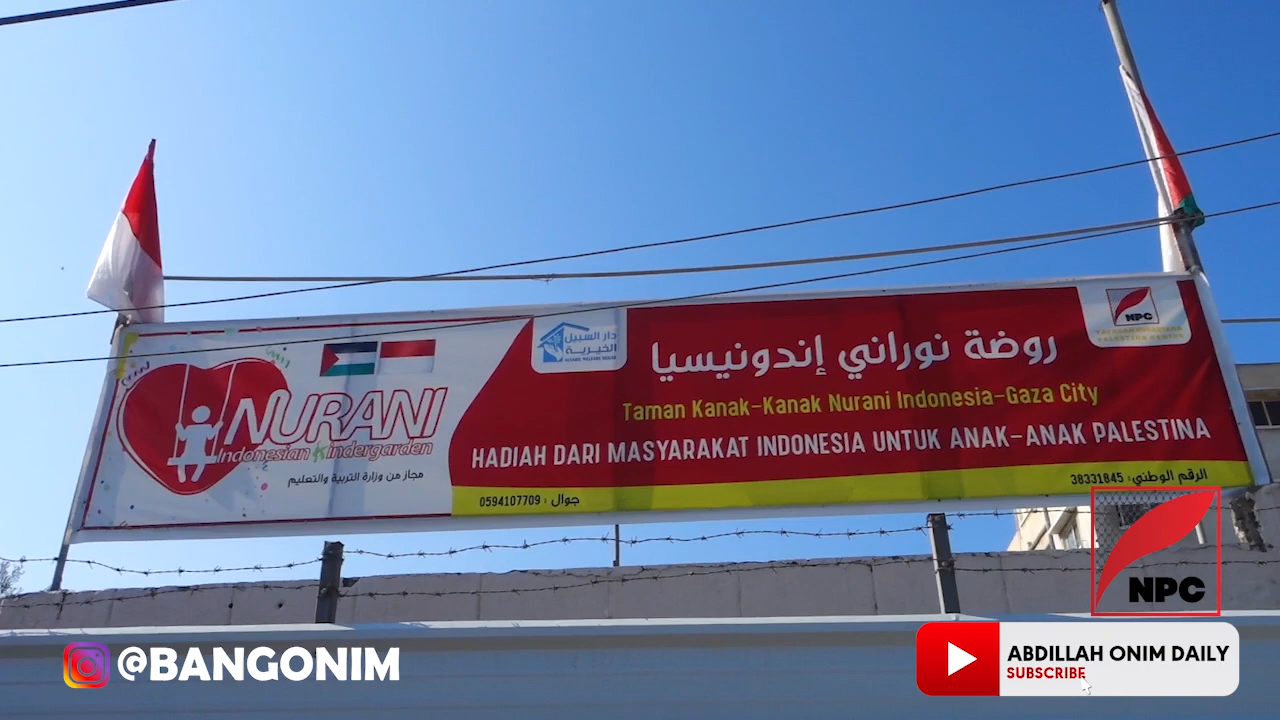 NURANI
Indonesian Kindergarden
مجاز من وزارة التربية والتعليم
دار السبيل
الخيرية
روضة نوراني إندونيسيا
Taman Kanak-Kanak Nurani Indonesia-Gaza City
HADIAH DARI MASYARAKAT INDONESIA UNTUK ANAK-ANAK PALESTINA
جوال : 0594107709
الرقم الوطني: 38331845
NPC
NPC
@BANGONIM
ABDILLAH ONIM DAILY
SUBSCRIBE